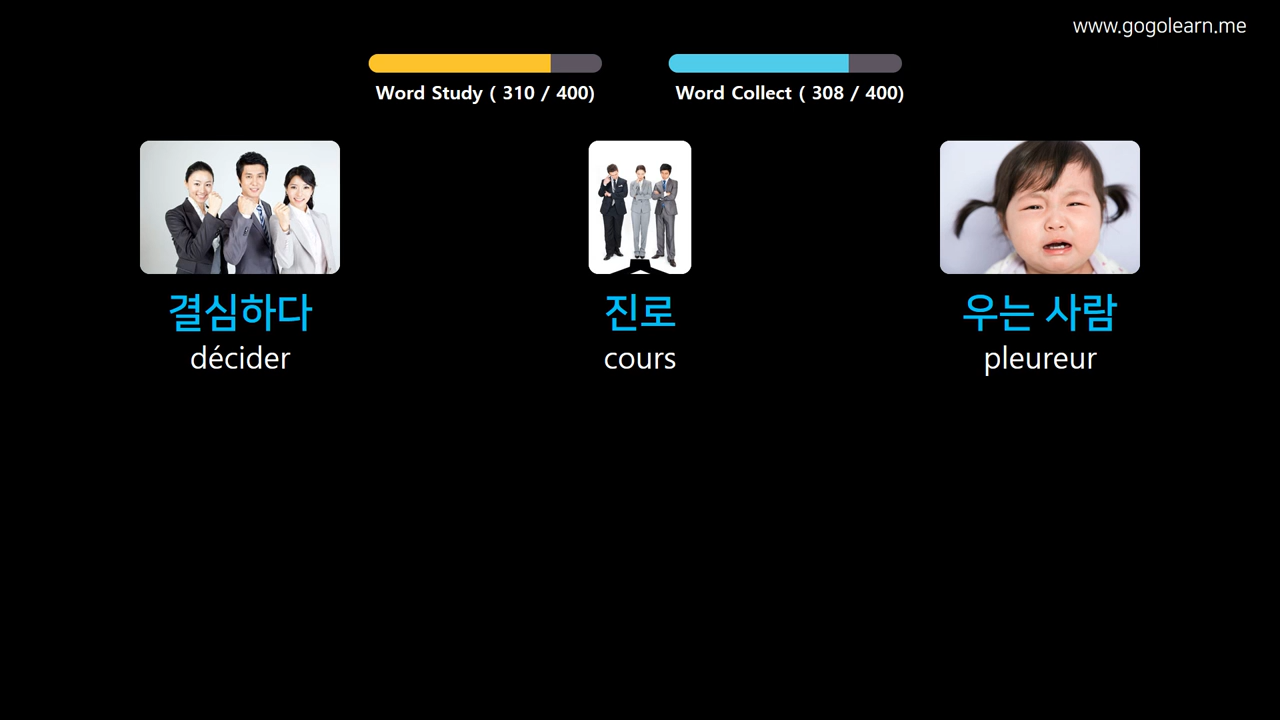 www.gogolearn.me
Word Study ( 310 / 400)
Word Collect ( 308 / 400)
결심하다
décider
진로
cours
우는 사람
pleureur